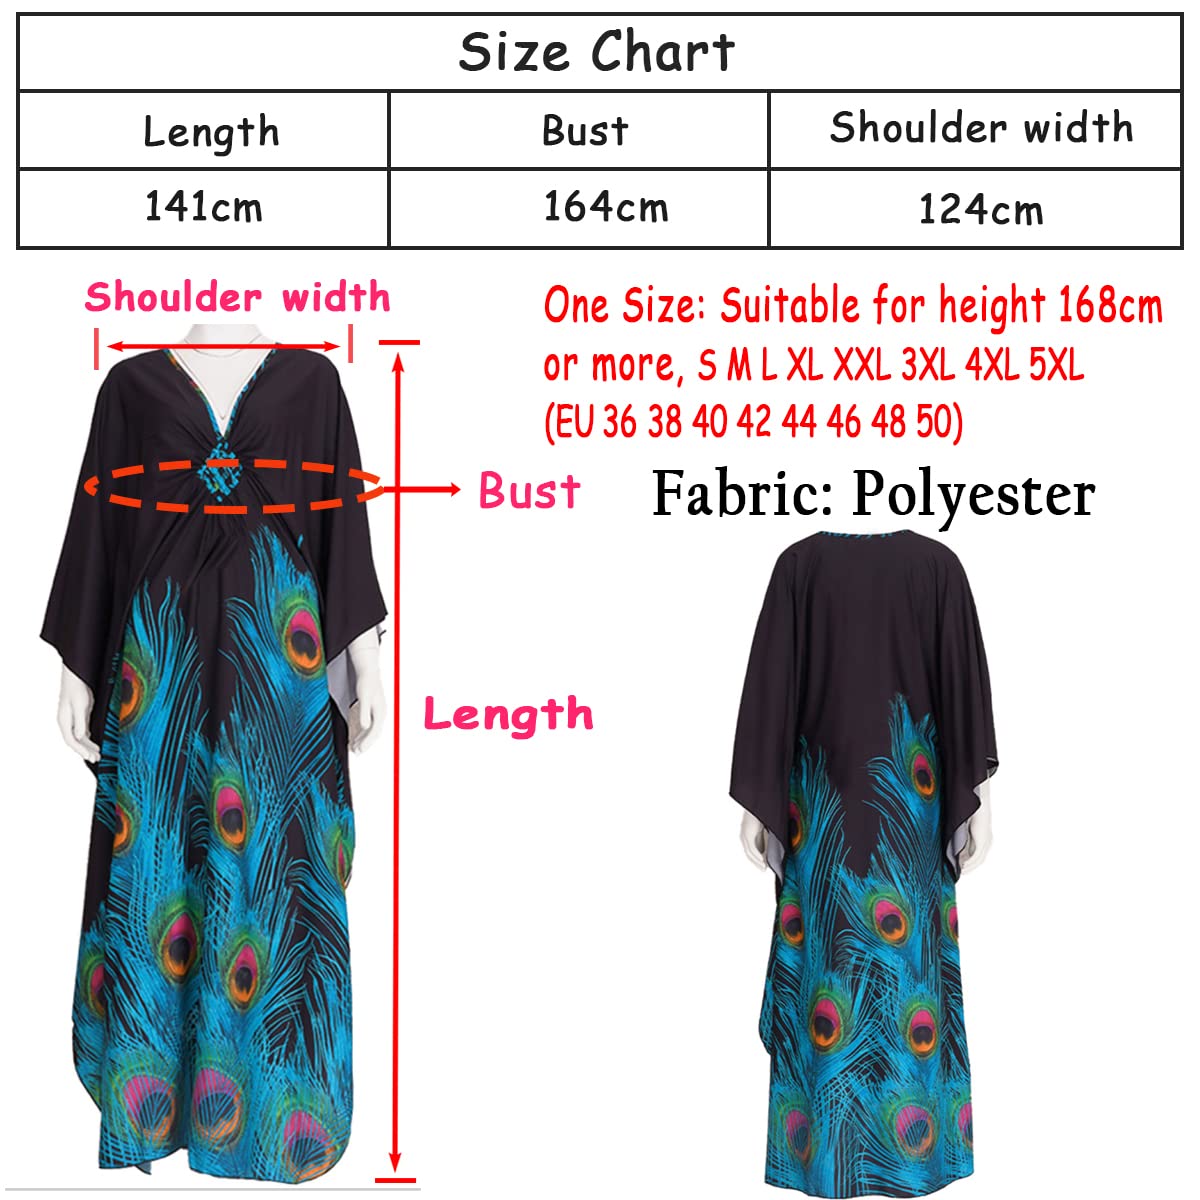 Size Chart
Length Bust Shoulder width
141cm 164cm 124cm
Shoulder width
One Size: Suitable for height 168cm
or more, S M L XL XXL 3XL 4XL 5XL
(EU 36 38 40 42 44 46 48 50)
Bust
Fabric: Polyester
Length